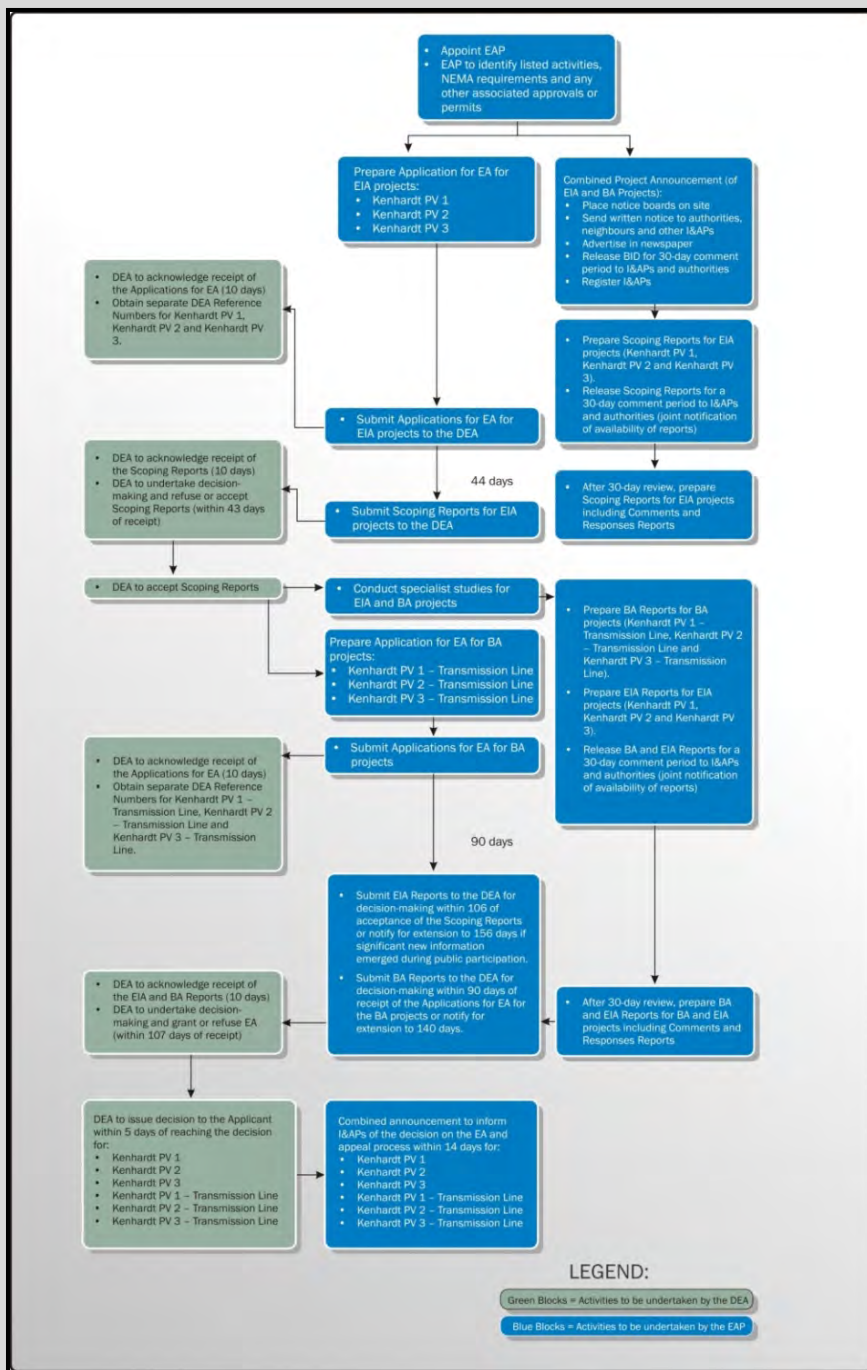 • Appoint EAP
• EAP to identify listed activities,
NEMA requirements and any
other associated approvals or
permits
Prepare Application for EA for
EIA projects:
• Kenhardt PV 1
• Kenhardt PV 2
• Kenhardt PV 3
Combined Project Announcement (of
EIA and BA Projects):
• Place notice boards on site
• Send written notice to authorities,
neighbours and other I&APs
• Advertise in newspaper
• Release BID for 30-day comment
period to I&APs and authorities
• Register I&APs
• DEA to acknowledge receipt of
the Applications for EA (10 days)
• Obtain separate DEA Reference
Numbers for Kenhardt PV 1,
Kenhardt PV 2 and Kenhardt PV
3.
• Prepare Scoping Reports for EIA
projects (Kenhardt PV 1,
Kenhardt PV 2 and Kenhardt PV
3).
• Release Scoping Reports for a
30-day comment period to I&APs
and authorities (joint notification
of availability of reports)
• Submit Applications for EA for
EIA projects to the DEA
• DEA to acknowledge receipt of
the Scoping Reports (10 days)
• DEA to undertake decision-
making and refuse or accept
Scoping Reports (within 43 days
of receipt)
44 days
• Submit Scoping Reports for EIA
projects to the DEA
• After 30-day review, prepare
Scoping Reports for EIA projects
including Comments and
Responses Reports
• DEA to accept Scoping Reports
• Conduct specialist studies for
EIA and BA projects
• Prepare BA Reports for BA
projects (Kenhardt PV 1 –
Transmission Line, Kenhardt PV 2
– Transmission Line and
Kenhardt PV 3 – Transmission
Line).
• Prepare EIA Reports for EIA
projects (Kenhardt PV 1,
Kenhardt PV 2 and Kenhardt PV
3).
• Release BA and EIA Reports for a
30-day comment period to I&APs
and authorities (joint notification
of availability of reports)
Prepare Application for EA for BA
projects:
• Kenhardt PV 1 – Transmission Line
• Kenhardt PV 2 – Transmission Line
• Kenhardt PV 3 – Transmission Line
• Submit Applications for EA for BA
projects
• DEA to acknowledge receipt of
the Applications for EA (10 days)
• Obtain separate DEA Reference
Numbers for Kenhardt PV 1 –
Transmission Line, Kenhardt PV 2
– Transmission Line and
Kenhardt PV 3 – Transmission
Line.
90 days
• Submit EIA Reports to the DEA for
decision-making within 106 of
acceptance of the Scoping Reports
or notify for extension to 156 days if
significant new information
emerged during public participation.
• Submit BA Reports to the DEA for
decision-making within 90 days of
receipt of the Applications for EA for
the BA projects or notify for
extension to 140 days.
• DEA to acknowledge receipt of
the EIA and BA Reports (10 days)
• DEA to undertake decision-
making and grant or refuse EA
(within 107 days of receipt)
• After 30-day review, prepare BA
and EIA Reports for BA and EIA
projects including Comments and
Responses Reports
DEA to issue decision to the Applicant
within 5 days of reaching the decision
for:
• Kenhardt PV 1
• Kenhardt PV 2
• Kenhardt PV 3
• Kenhardt PV 1 – Transmission Line
• Kenhardt PV 2 – Transmission Line
• Kenhardt PV 3 – Transmission Line
Combined announcement to inform
I&APs of the decision on the EA and
appeal process within 14 days for:
• Kenhardt PV 1
• Kenhardt PV 2
• Kenhardt PV 3
• Kenhardt PV 1 – Transmission Line
• Kenhardt PV 2 – Transmission Line
• Kenhardt PV 3 – Transmission Line
LEGEND:
Green Blocks = Activities to be undertaken by the DEA
Blue Blocks = Activities to be undertaken by the EAP